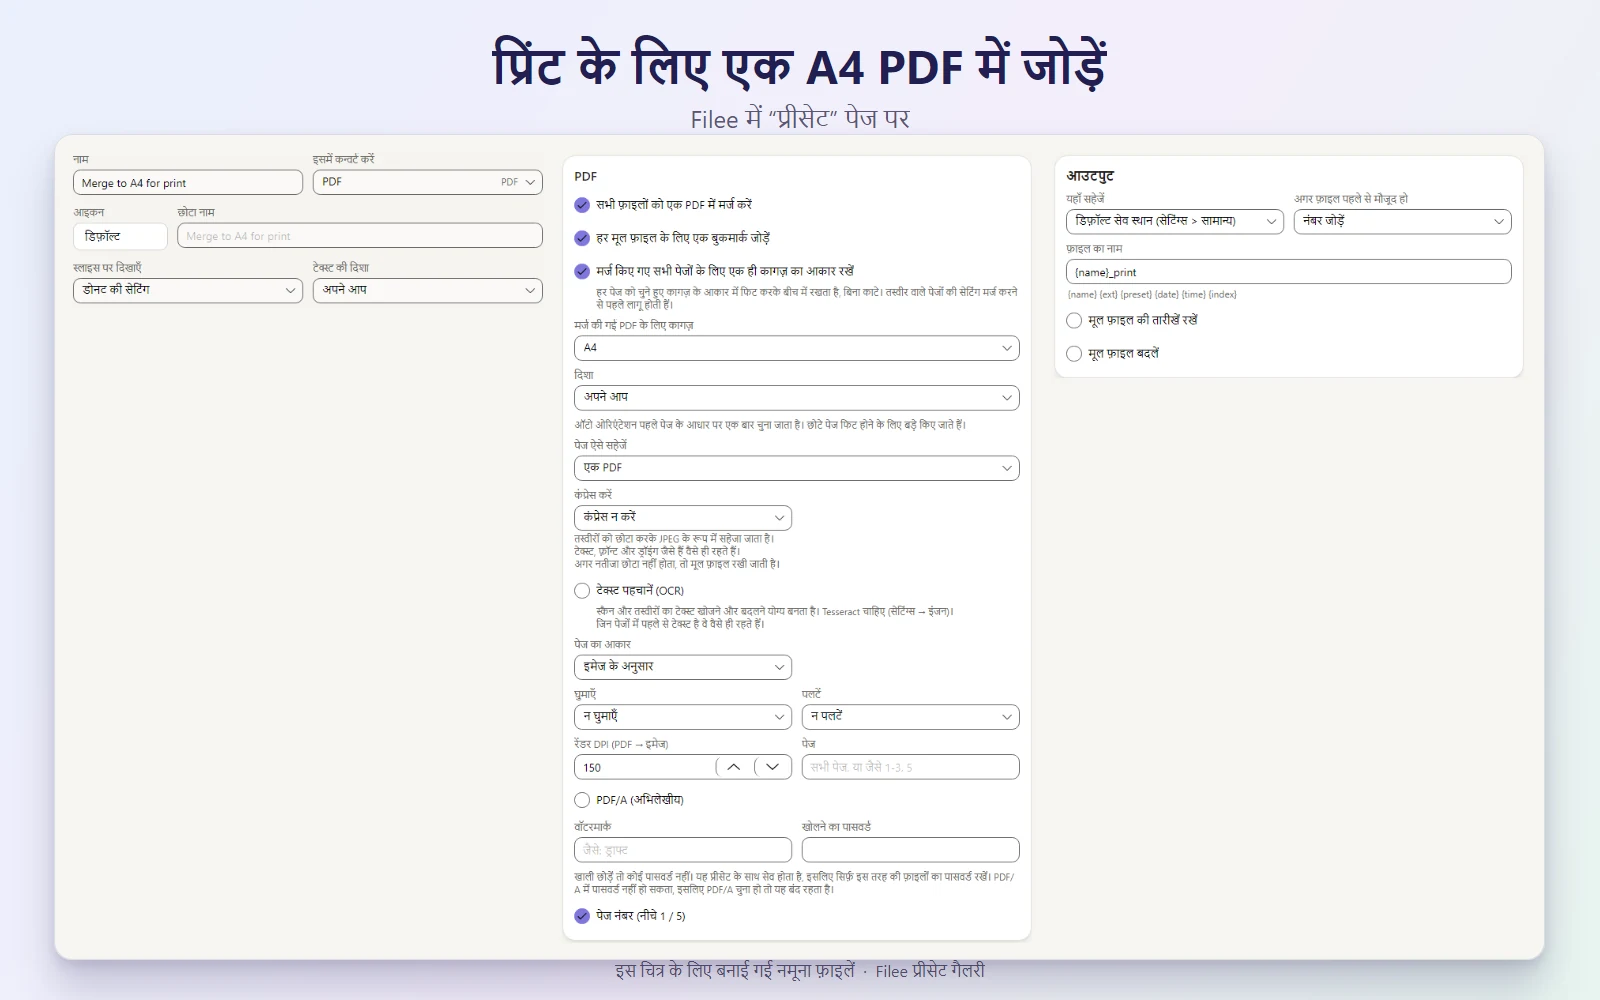 प्रिंट के लिए एक A4 PDF में जोड़ें
Filee में “प्रीसेट” पेज पर
नाम
Merge to A4 for print
इसमें कन्वर्ट करें
PDF PDF
आइकन
डिफ़ॉल्ट
छोटा नाम
Merge to A4 for print
स्लाइस पर दिखाएँ
डोनट की सेटिंग
टेक्स्ट की दिशा
अपने आप
PDF
सभी फ़ाइलों को एक PDF में मर्ज करें
हर मूल फ़ाइल के लिए एक बुकमार्क जोड़ें
मर्ज किए गए सभी पेजों के लिए एक ही कागज़ का आकार रखें
हर पेज को चुने हुए कागज़ के आकार में फिट करके बीच में रखता है, बिना काटे। तस्वीर वाले पेजों की सेटिंग मर्ज करने
से पहले लागू होती हैं।
मर्ज की गई PDF के लिए कागज़
A4
दिशा
अपने आप
ऑटो ओरिएंटेशन पहले पेज के आधार पर एक बार चुना जाता है। छोटे पेज फिट होने के लिए बड़े किए जाते हैं।
पेज ऐसे सहेजें
एक PDF
कंप्रेस करें
कंप्रेस न करें
तस्वीरों को छोटा करके JPEG के रूप में सहेजा जाता है।
टेक्स्ट, फ़ॉन्ट और ड्रॉइंग जैसे हैं वैसे ही रहते हैं।
अगर नतीजा छोटा नहीं होता, तो मूल फ़ाइल रखी जाती है।
टेक्स्ट पहचानें (OCR)
स्कैन और तस्वीरों का टेक्स्ट खोजने और बदलने योग्य बनता है। Tesseract चाहिए (सेटिंग्स → इंजन)।
जिन पेजों में पहले से टेक्स्ट है वे वैसे ही रहते हैं।
पेज का आकार
इमेज के अनुसार
घुमाएँ
न घुमाएँ
पलटें
न पलटें
रेंडर DPI (PDF → इमेज)
150
पेज
सभी पेज. या जैसे 1-3, 5
PDF/A (अभिलेखीय)
वॉटरमार्क
जैसे: ड्राफ्ट
खोलने का पासवर्ड
खाली छोड़ें तो कोई पासवर्ड नहीं। यह प्रीसेट के साथ सेव होता है, इसलिए सिर्फ़ इस तरह की फ़ाइलों का पासवर्ड रखें। PDF/
A में पासवर्ड नहीं हो सकता, इसलिए PDF/A चुना हो तो यह बंद रहता है।
पेज नंबर (नीचे 1 / 5)
आउटपुट
यहाँ सहेजें
डिफ़ॉल्ट सेव स्थान (सेटिंग्स > सामान्य)
अगर फ़ाइल पहले से मौजूद हो
नंबर जोड़ें
फ़ाइल का नाम
{name}_print
{name} {ext} {preset} {date} {time} {index}
मूल फ़ाइल की तारीखें रखें
मूल फ़ाइल बदलें
इस चित्र के लिए बनाई गई नमूना फ़ाइलें · Filee प्रीसेट गैलरी